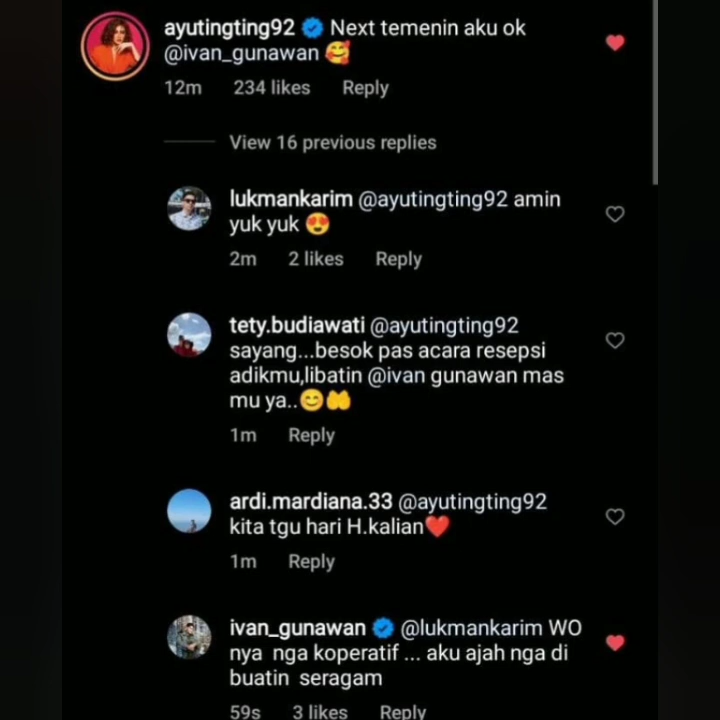 ayutingting92 Next temenin aku ok
@ivan_gunawan 🥰
12m 234 likes Reply
View 16 previous replies
lukmankarim @ayutingting92 amin
yuk yuk 😍
2m 2 likes Reply
tety.budiawati @ayutingting92
sayang...besok pas acara resepsi
adikmu,libatin @ivan gunawan mas
mu ya..😊🤲
1m Reply
ardi.mardiana.33 @ayutingting92
kita tgu hari H.kalian❤️
1m Reply
ivan_gunawan @lukmankarim WO
nya nga koperatif ... aku ajah nga di
buatin seragam
59s 3 likes Reply